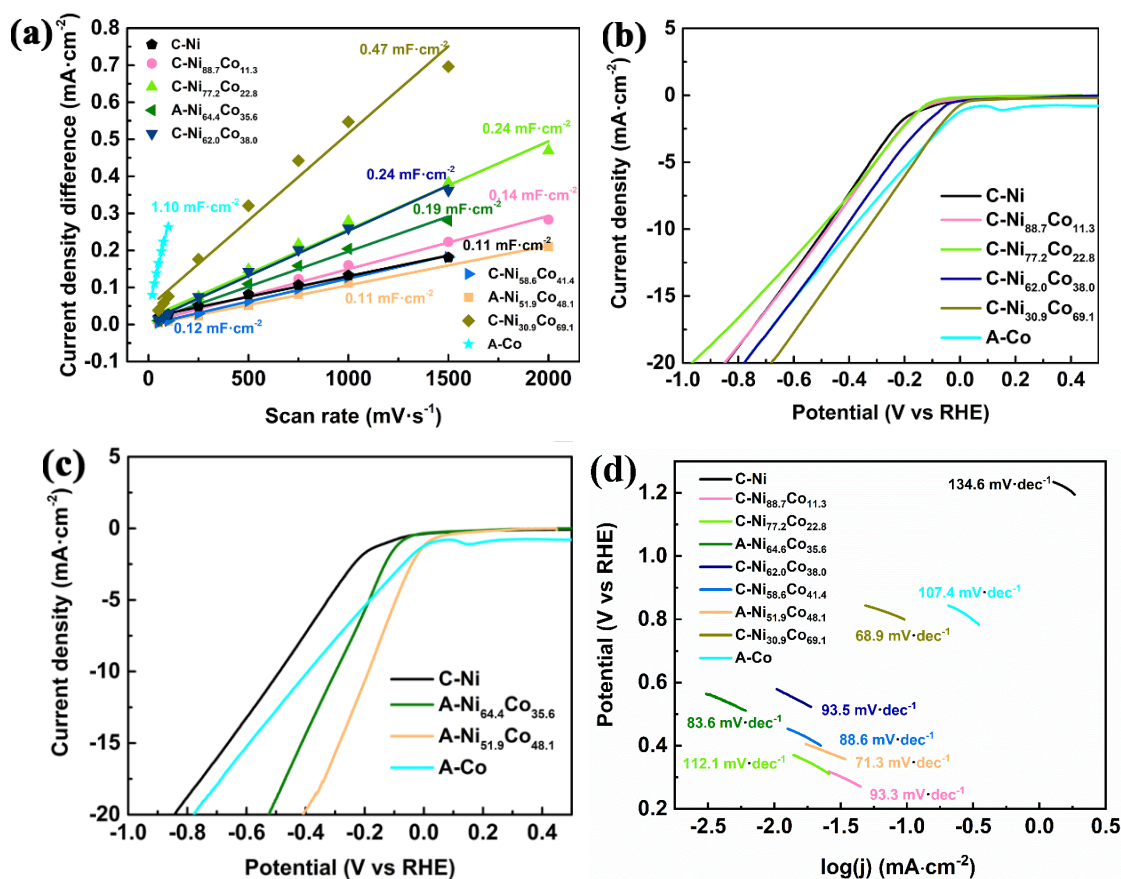 (a)
Current density difference (mA·cm-2)
0.8
0.7
0.6
0.5
0.4
0.3
0.2
0.1
0.0
-0.1
C-Ni
C-Ni88.7Co11.3
C-Ni77.2Co22.8
A-Ni64.4Co35.6
C-Ni62.0Co38.0
0.47 mF·cm-2
0.24 mF·cm-2
1.10 mF·cm-2
0.24 mF·cm-2
0.14 mF·cm-2
0.19 mF·cm-2
0.11 mF·cm-2
0.12 mF·cm-2
0.11 mF·cm-2
C-Ni58.6Co41.4
A-Ni51.9Co48.1
C-Ni30.9Co69.1
A-Co
0 500 1000 1500 2000
Scan rate (mV·s-1)
(b)
Current density (mA·cm-2)
5
0
-5
-10
-15
-20
C-Ni
C-Ni88.7Co11.3
C-Ni77.2Co22.8
C-Ni62.0Co38.0
C-Ni30.9Co69.1
A-Co
-1.0 -0.8 -0.6 -0.4 -0.2 0.0 0.2 0.4
Potential (V vs RHE)
(c)
Current density (mA·cm-2)
5
0
-5
-10
-15
-20
C-Ni
A-Ni64.4Co35.6
A-Ni51.9Co48.1
A-Co
-1.0 -0.8 -0.6 -0.4 -0.2 0.0 0.2 0.4
Potential (V vs RHE)
(d)
Potential (V vs RHE)
1.2
1.0
0.8
0.6
0.4
0.2
C-Ni
C-Ni88.7Co11.3
C-Ni77.2Co22.8
A-Ni64.6Co35.6
C-Ni62.0Co38.0
C-Ni58.6Co41.4
A-Ni51.9Co48.1
C-Ni30.9Co69.1
A-Co
134.6 mV·dec-1
107.4 mV·dec-1
68.9 mV·dec-1
93.5 mV·dec-1
83.6 mV·dec-1
88.6 mV·dec-1
71.3 mV·dec-1
112.1 mV·dec-1
93.3 mV·dec-1
-2.5 -2.0 -1.5 -1.0 -0.5 0.0 0.5
log(j) (mA·cm-2)